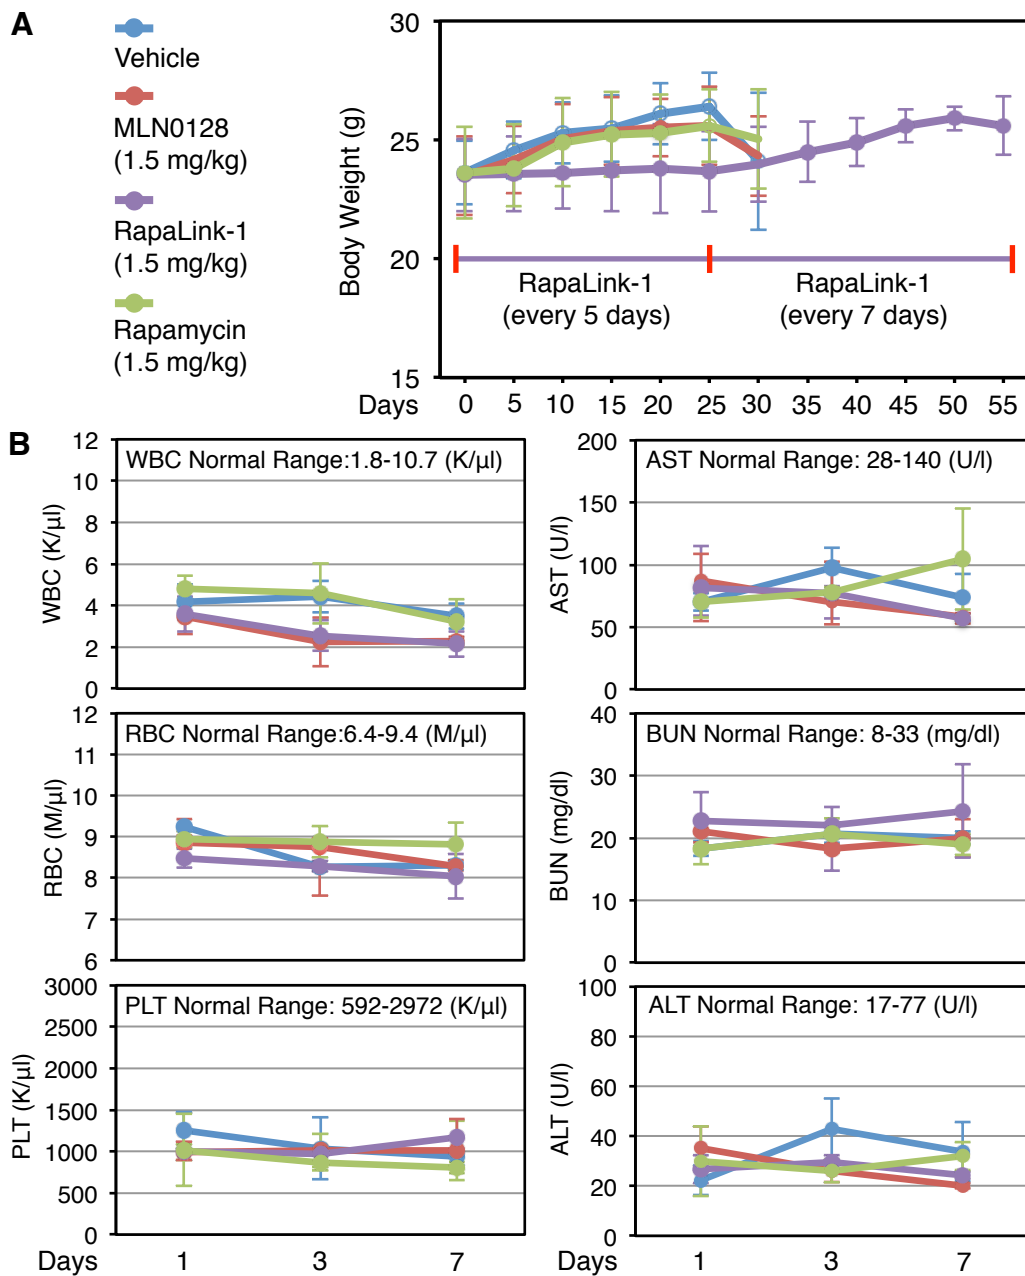 A
Vehicle
MLN0128
(1.5 mg/kg)
RapaLink-1
(1.5 mg/kg)
Rapamycin
(1.5 mg/kg)
Body Weight (g)
30
25
20
15
RapaLink-1
(every 5 days)
RapaLink-1
(every 7 days)
Days 0 5 10 15 20 25 30 35 40 45 50 55
B
WBC Normal Range:1.8-10.7 (K/µl)
WBC (K/µl)
12
10
8
6
4
2
0
AST Normal Range: 28-140 (U/l)
AST (U/l)
200
150
100
50
0
RBC Normal Range:6.4-9.4 (M/µl)
RBC (M/µl)
12
11
10
9
8
7
6
BUN Normal Range: 8-33 (mg/dl)
BUN (mg/dl)
40
30
20
10
0
PLT Normal Range: 592-2972 (K/µl)
PLT (K/µl)
3000
2500
2000
1500
1000
500
0
ALT Normal Range: 17-77 (U/l)
ALT (U/l)
100
80
60
40
20
0
Days 1 3 7
Days 1 3 7